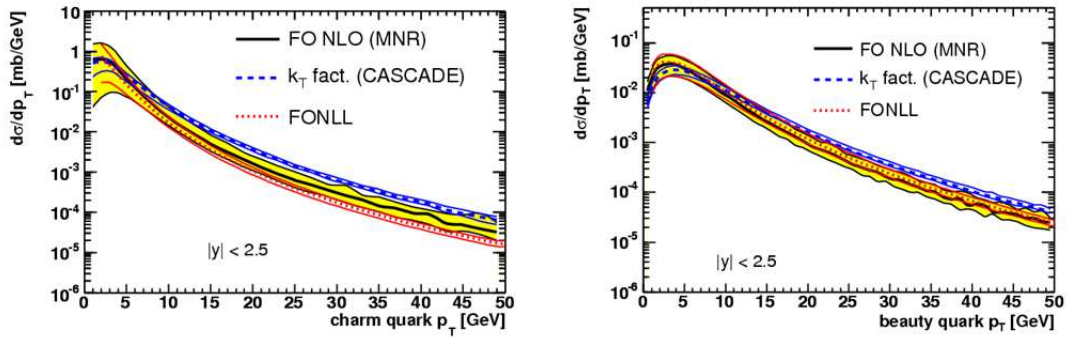 dσ/dp_T [mb/GeV]
10
1
10^-1
10^-2
10^-3
10^-4
10^-5
10^-6
FO NLO (MNR)
k_T fact. (CASCADE)
FONLL
|y| < 2.5
0 5 10 15 20 25 30 35 40 45 50
charm quark p_T [GeV]
dσ/dp_T [mb/GeV]
10^-1
10^-2
10^-3
10^-4
10^-5
10^-6
FO NLO (MNR)
k_T fact. (CASCADE)
FONLL
|y| < 2.5
0 5 10 15 20 25 30 35 40 45 50
beauty quark p_T [GeV]